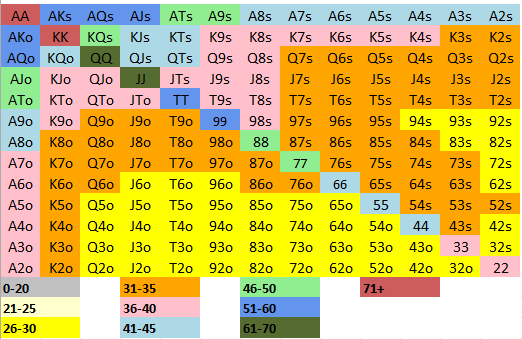 AA AKs AQs AJs ATs A9s A8s A7s A6s A5s A4s A3s A2s
AKo KK KQs KJs KTs K9s K8s K7s K6s K5s K4s K3s K2s
AQo KQo QQ QJs QTs Q9s Q8s Q7s Q6s Q5s Q4s Q3s Q2s
AJo KJo QJo JJ JTs J9s J8s J7s J6s J5s J4s J3s J2s
ATo KTo QTo JTo TT T9s T8s T7s T6s T5s T4s T3s T2s
A9o K9o Q9o J9o T9o 99 98s 97s 96s 95s 94s 93s 92s
A8o K8o Q8o J8o T8o 98o 88 87s 86s 85s 84s 83s 82s
A7o K7o Q7o J7o T7o 97o 87o 77 76s 75s 74s 73s 72s
A6o K6o Q6o J6o T6o 96o 86o 76o 66 65s 64s 63s 62s
A5o K5o Q5o J5o T5o 95o 85o 75o 65o 55 54s 53s 52s
A4o K4o Q4o J4o T4o 94o 84o 74o 64o 54o 44 43s 42s
A3o K3o Q3o J3o T3o 93o 83o 73o 63o 53o 43o 33 32s
A2o K2o Q2o J2o T2o 92o 82o 72o 62o 52o 42o 32o 22
0-20 31-35 46-50 71+
21-25 36-40 51-60
26-30 41-45 61-70